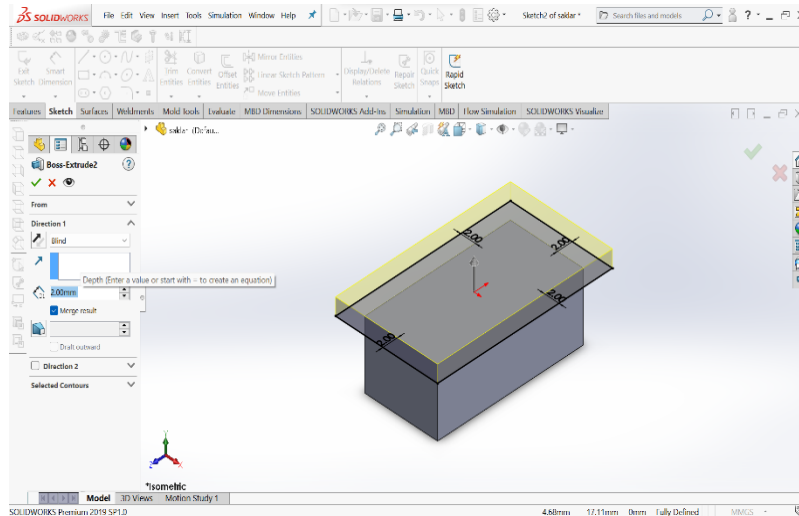 SOLIDWORKS File Edit View Insert Tools Simulation Window Help Sketch2 of saklar * Search files and models
Exit Sketch Smart Dimension Trim Entities Convert Entities Offset Entities Mirror Entities Linear Sketch Pattern Move Entities Display/Delete Relations Repair Sketch Quick Snaps Rapid Sketch
Features Sketch Surfaces Weldments Mold Tools Evaluate MBD Dimensions SOLIDWORKS Add-Ins Simulation MBD Flow Simulation SOLIDWORKS Visualize
saklar (Defau...
Boss-Extrude2
From
Direction 1
Blind
Depth (Enter a value or start with = to create an equation)
2.00mm
Merge result
Draft outward
Direction 2
Selected Contours
2.00
2.00
2.00
2.00
*Isometric
Model 3D Views Motion Study 1
SOLIDWORKS Premium 2019 SP1.0 4.68mm 17.11mm 0mm Fully Defined MMGS